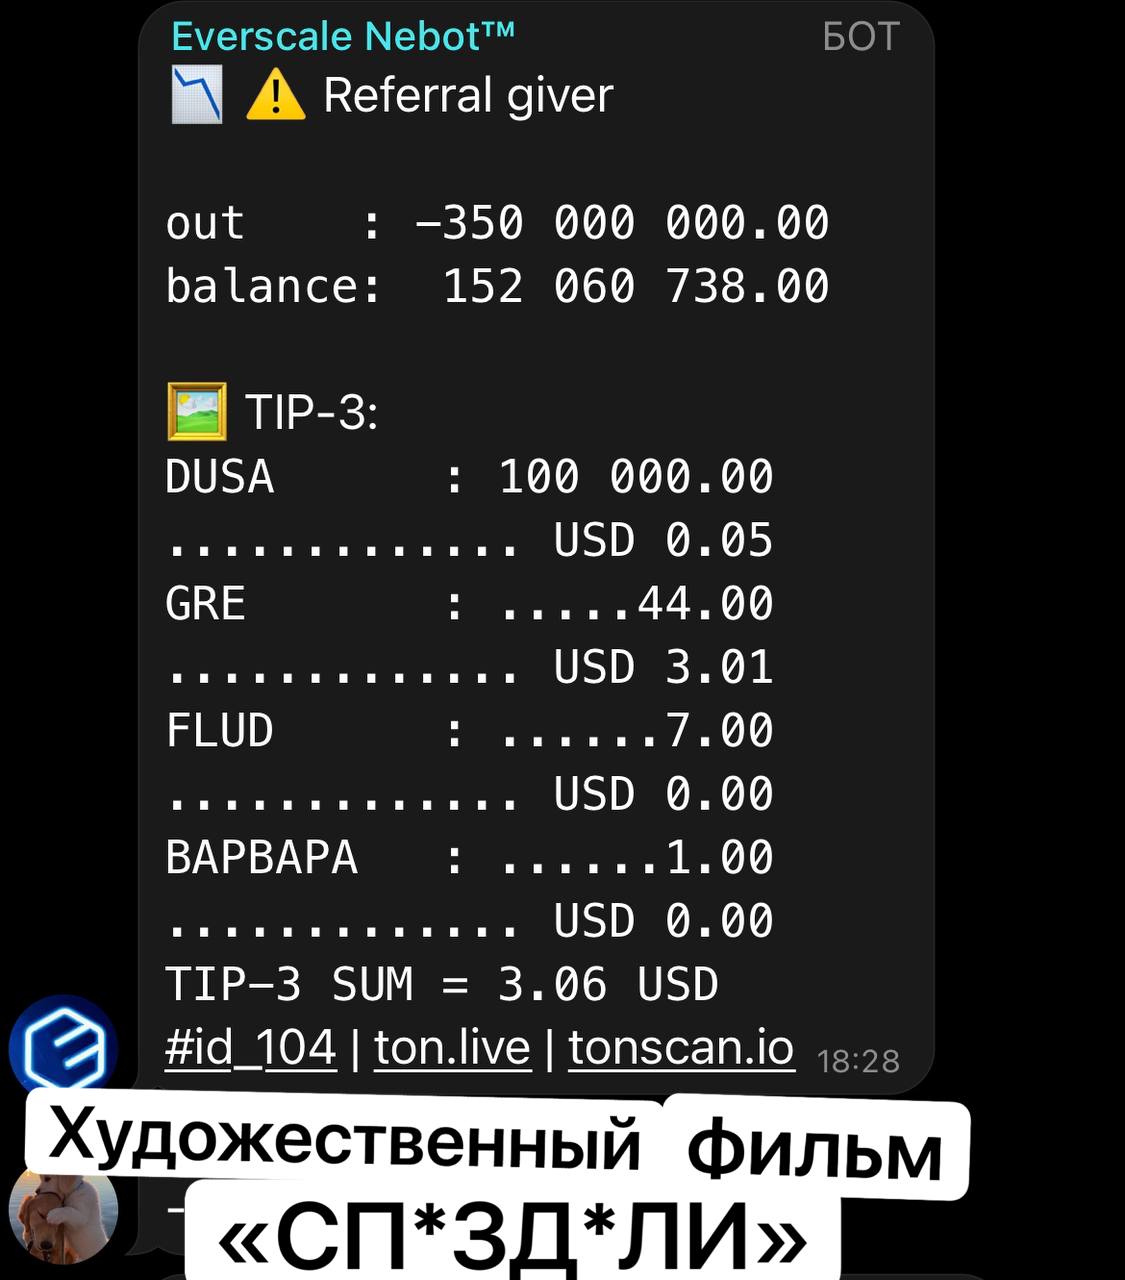 Everscale Nebot™ БОТ
Referral giver
out : −350 000 000.00
balance: 152 060 738.00
TIP-3:
DUSA : 100 000.00
............. USD 0.05
GRE : .....44.00
............. USD 3.01
FLUD : ......7.00
............. USD 0.00
ВАРВАРА : ......1.00
............. USD 0.00
TIP−3 SUM = 3.06 USD
#id_104 | ton.live | tonscan.io 18:28
Художественный фильм
«СП*ЗД*ЛИ»